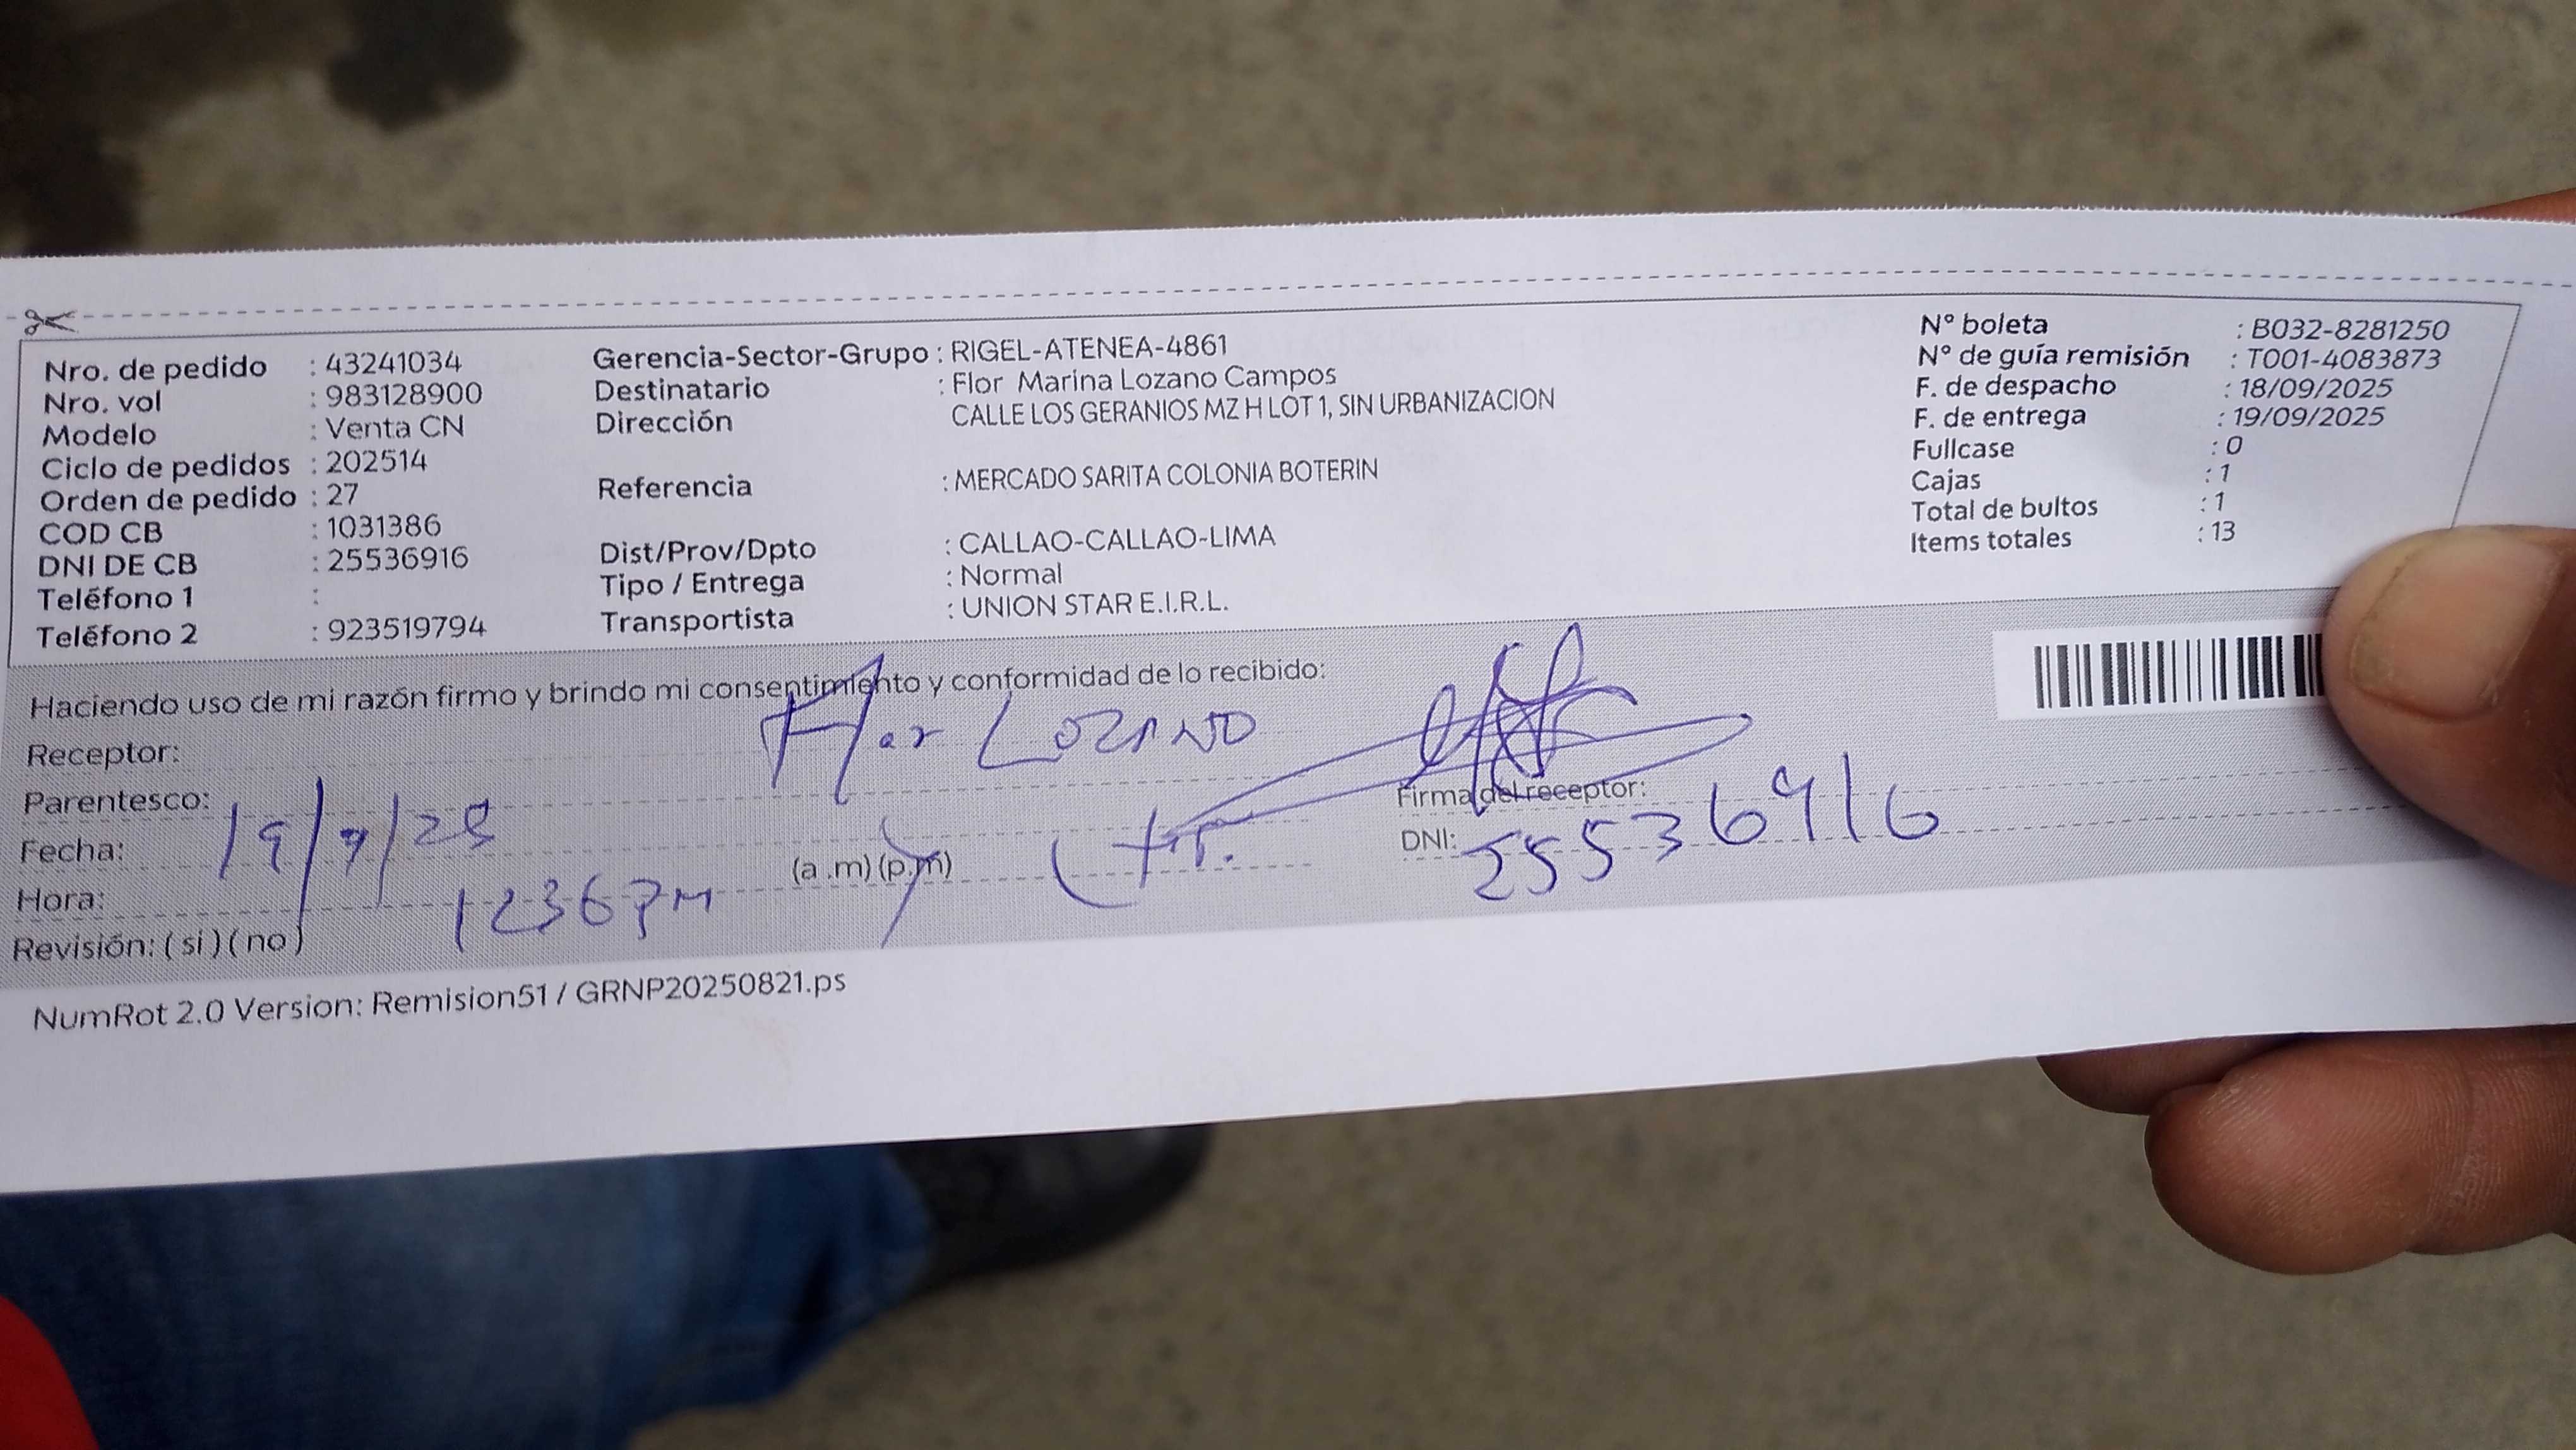 Nro. de pedido : 43241034
Nro. vol : 983128900
Modelo : Venta CN
Ciclo de pedidos : 202514
Orden de pedido : 27
COD CB : 1031386
DNI DE CB : 25536916
Teléfono 1 :
Teléfono 2 : 923519794
Gerencia-Sector-Grupo : RIGEL-ATENEA-4861
Destinatario : Flor Marina Lozano Campos
Dirección CALLE LOS GERANIOS MZ H LOT 1, SIN URBANIZACION
Referencia : MERCADO SARITA COLONIA BOTERIN
Dist/Prov/Dpto : CALLAO-CALLAO-LIMA
Tipo / Entrega : Normal
Transportista : UNION STAR E.I.R.L.
N° boleta : B032-8281250
N° de guía remisión : T001-4083873
F. de despacho : 18/09/2025
F. de entrega : 19/09/2025
Fullcase : 0
Cajas : 1
Total de bultos : 1
Items totales : 13
Haciendo uso de mi razón firmo y brindo mi consentimiento y conformidad de lo recibido:
Receptor: Flor LOZANO
Parentesco: Firma del receptor:
Fecha: 19/9/25 (a .m) (p.m) DNI: 25536916
Hora: 1236 PM
Revisión: ( si ) ( no )
NumRot 2.0 Version: Remision51 / GRNP20250821.ps